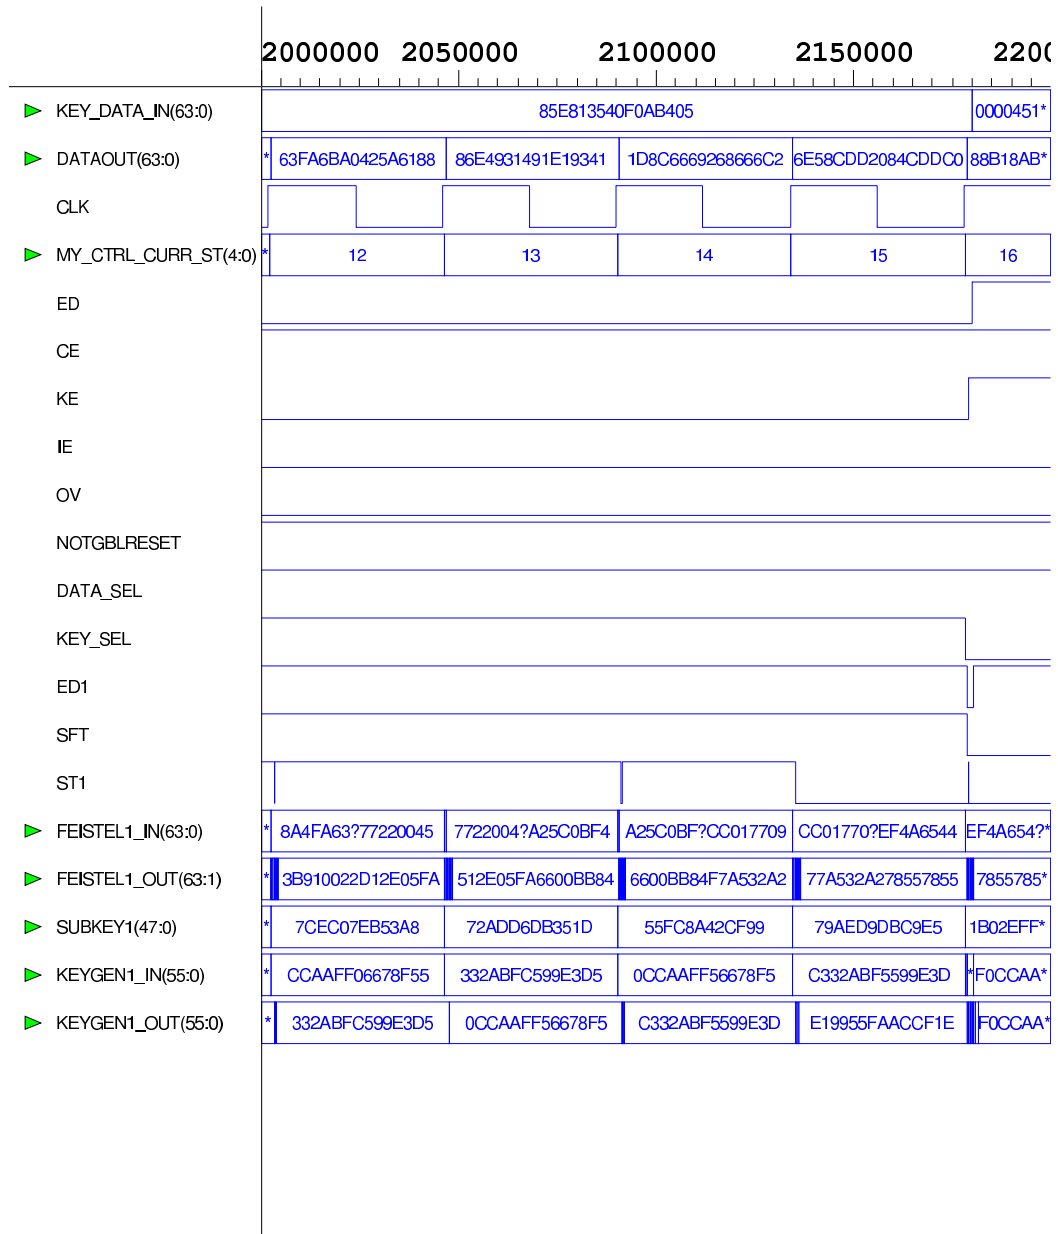 2000000 2050000 2100000 2150000 2200
KEY_DATA_IN(63:0) 85E813540F0AB405 0000451*
DATAOUT(63:0) * 63FA6BA0425A6188 86E4931491E19341 1D8C6669268666C2 6E58CDD2084CDDC0 88B18AB*
CLK
MY_CTRL_CURR_ST(4:0) * 12 13 14 15 16
ED
CE
KE
IE
OV
NOTGBLRESET
DATA_SEL
KEY_SEL
ED1
SFT
ST1
FEISTEL1_IN(63:0) * 8A4FA63?77220045 7722004?A25C0BF4 A25C0BF?CC017709 CC01770?EF4A6544 EF4A654?*
FEISTEL1_OUT(63:1) * 3B910022D12E05FA 512E05FA6600BB84 6600BB84F7A532A2 77A532A278557855 7855785*
SUBKEY1(47:0) * 7CEC07EB53A8 72ADD6DB351D 55FC8A42CF99 79AED9DBC9E5 1B02EFF*
KEYGEN1_IN(55:0) * CCAAFF06678F55 332ABFC599E3D5 0CCAAFF56678F5 C332ABF5599E3D * F0CCAA*
KEYGEN1_OUT(55:0) * 332ABFC599E3D5 0CCAAFF56678F5 C332ABF5599E3D E19955FAACCF1E F0CCAA*